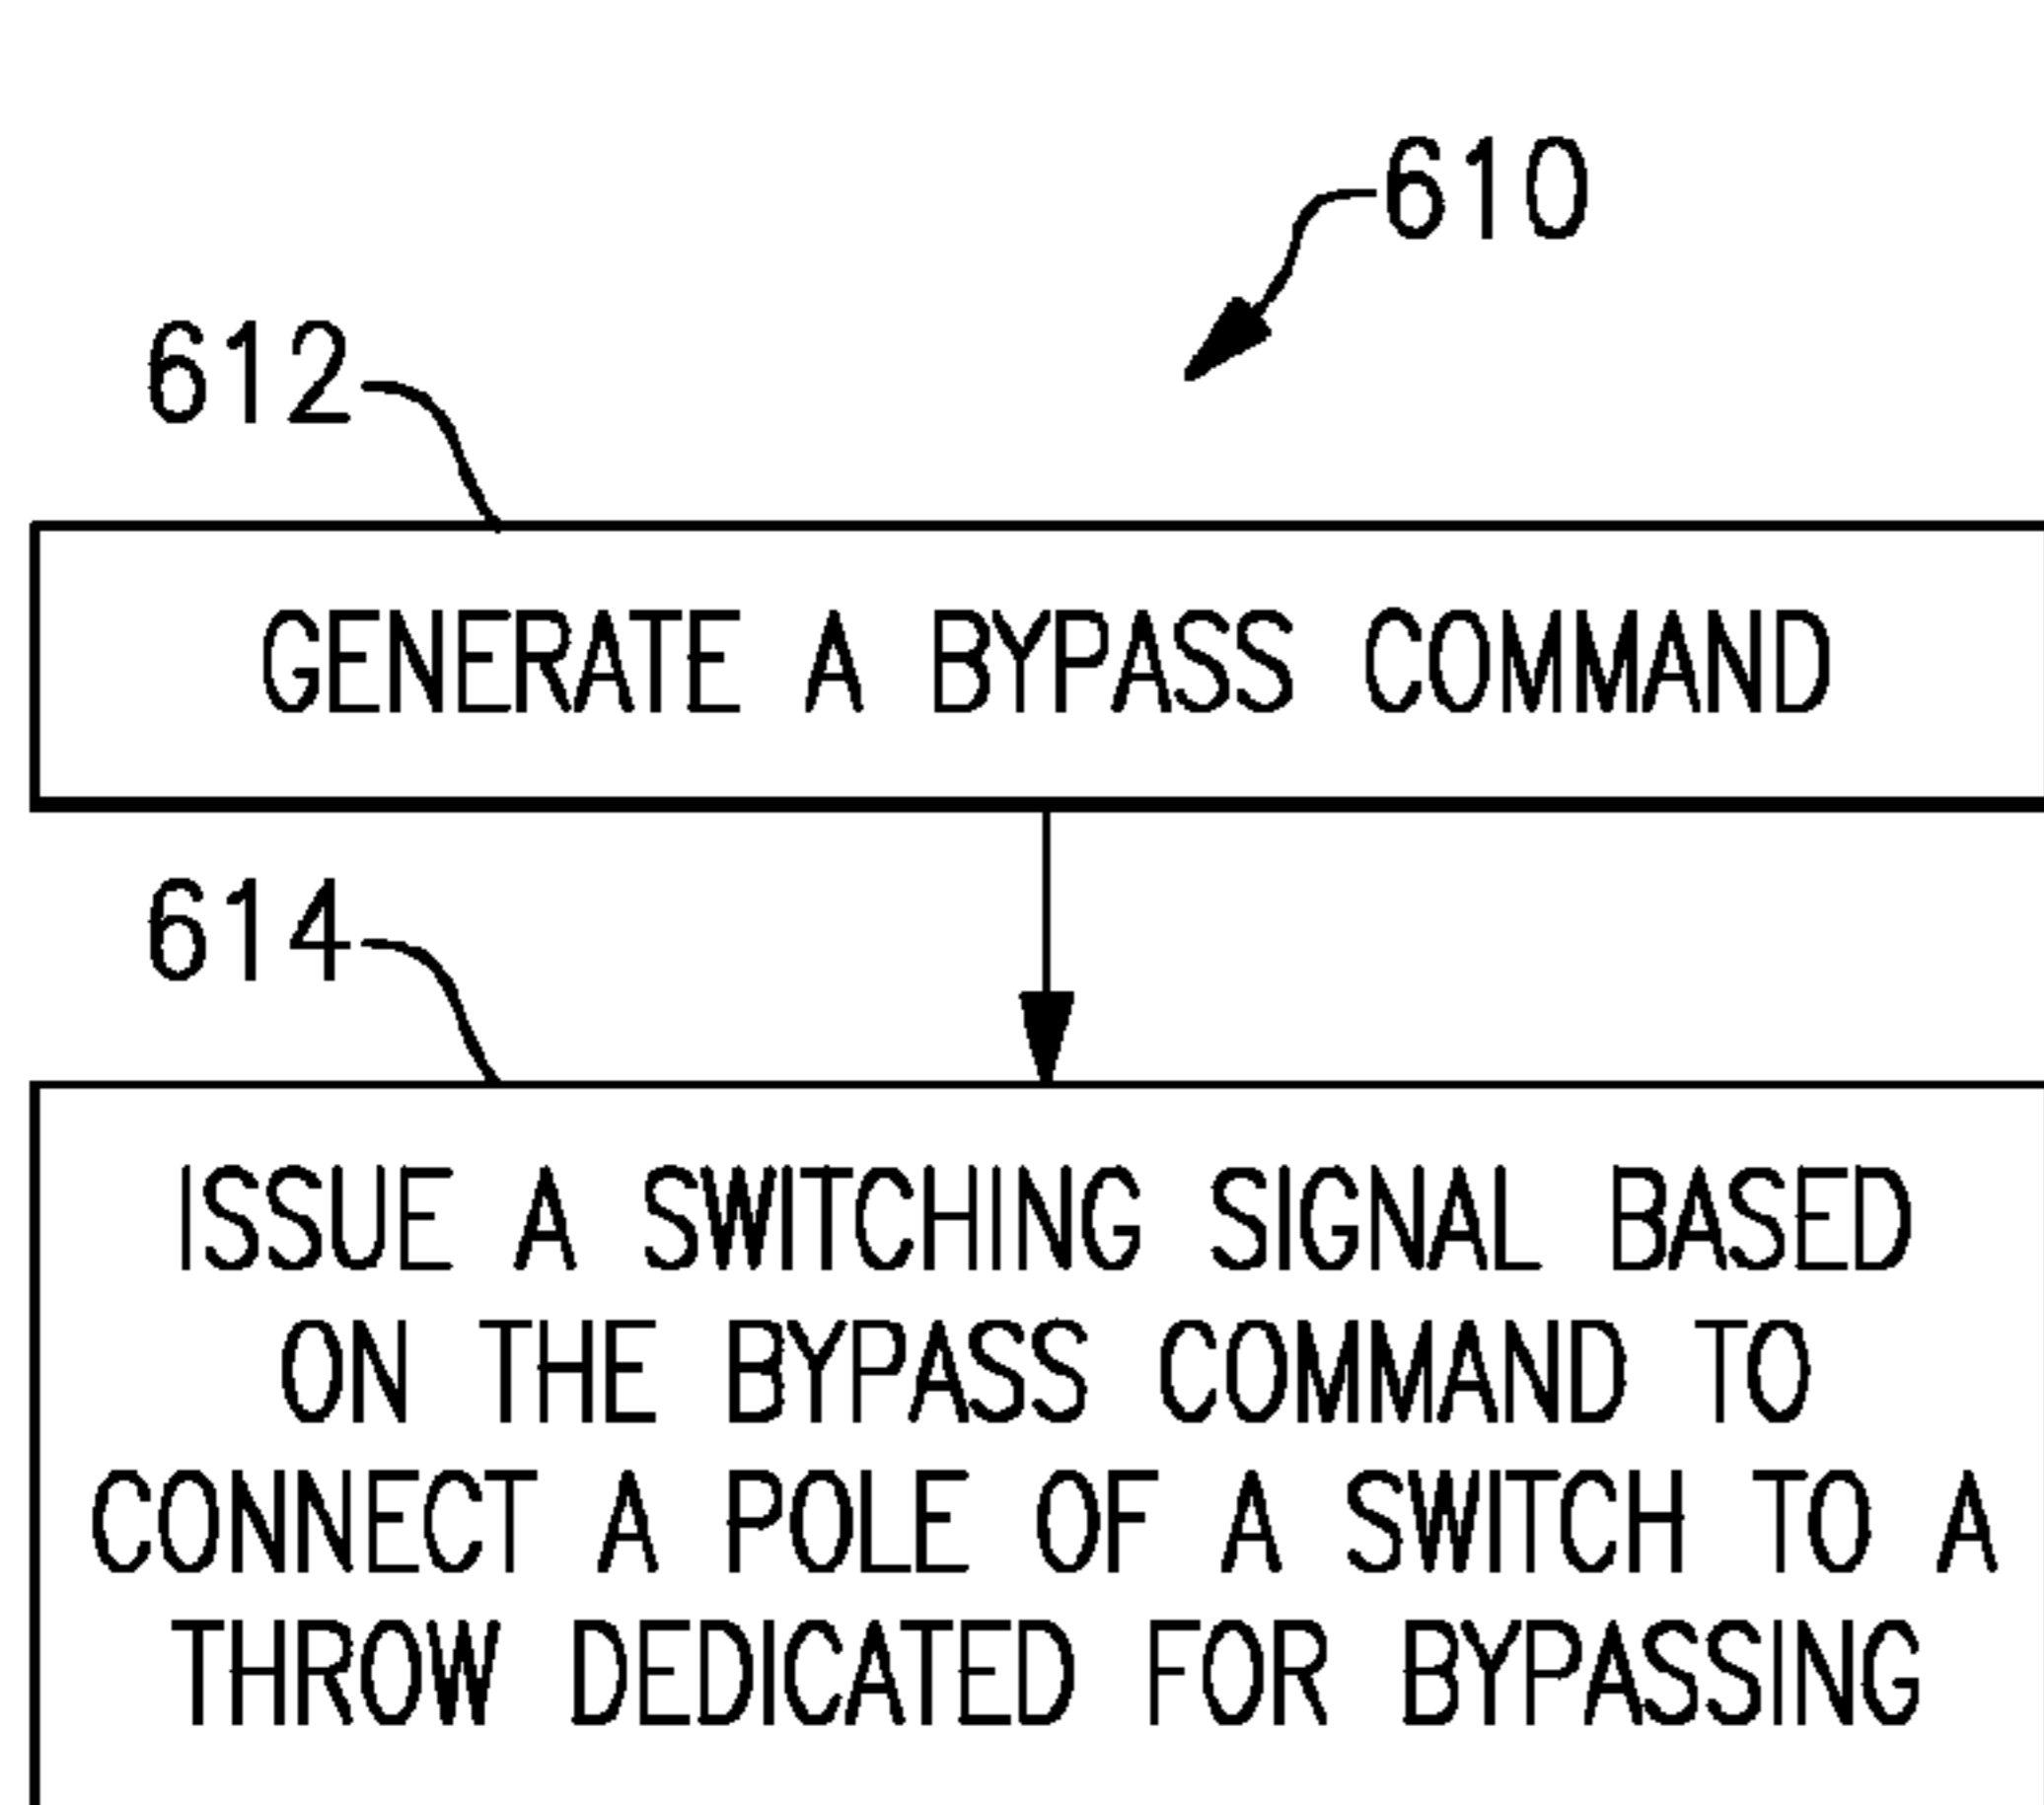 610
612
GENERATE A BYPASS COMMAND
614
ISSUE A SWITCHING SIGNAL BASED
ON THE BYPASS COMMAND TO
CONNECT A POLE OF A SWITCH TO A
THROW DEDICATED FOR BYPASSING